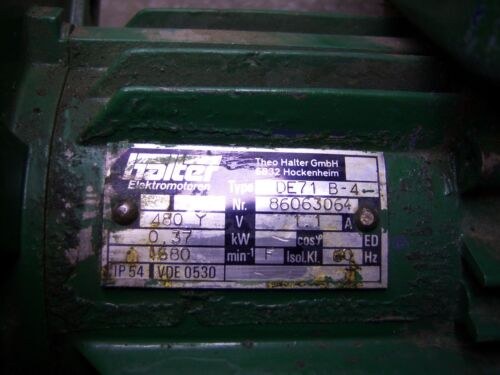 halter
Elektromotoren
Theo Halter GmbH
6832 Hockenheim
Type DE71 B-4
Nr. 86063064
480 Y V 1.1 A
0,37 kW cosφ ED
1680 min-1 F Isol.Kl. 60 Hz
IP 54 VDE 0530